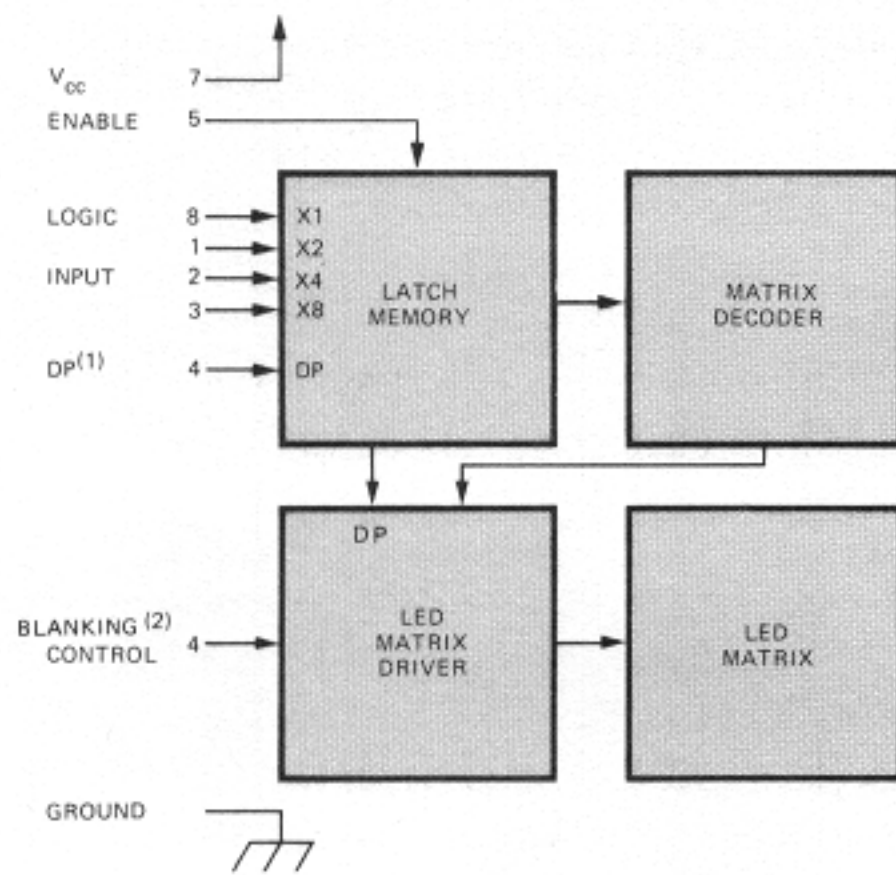 Vcc 7
ENABLE 5
LOGIC 8 X1
1 X2
INPUT 2 X4
3 X8
DP(1) 4 DP
LATCH
MEMORY
MATRIX
DECODER
DP
BLANKING (2)
CONTROL 4
LED
MATRIX
DRIVER
LED
MATRIX
GROUND